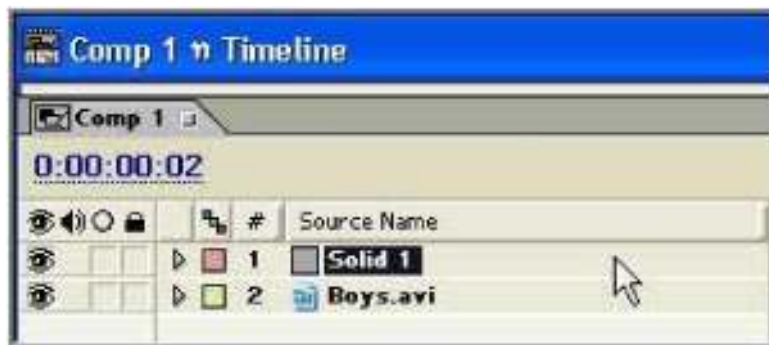 Comp 1 n Timeline
Comp 1
0:00:00:02
# Source Name
1 Solid 1
2 Boys.avi